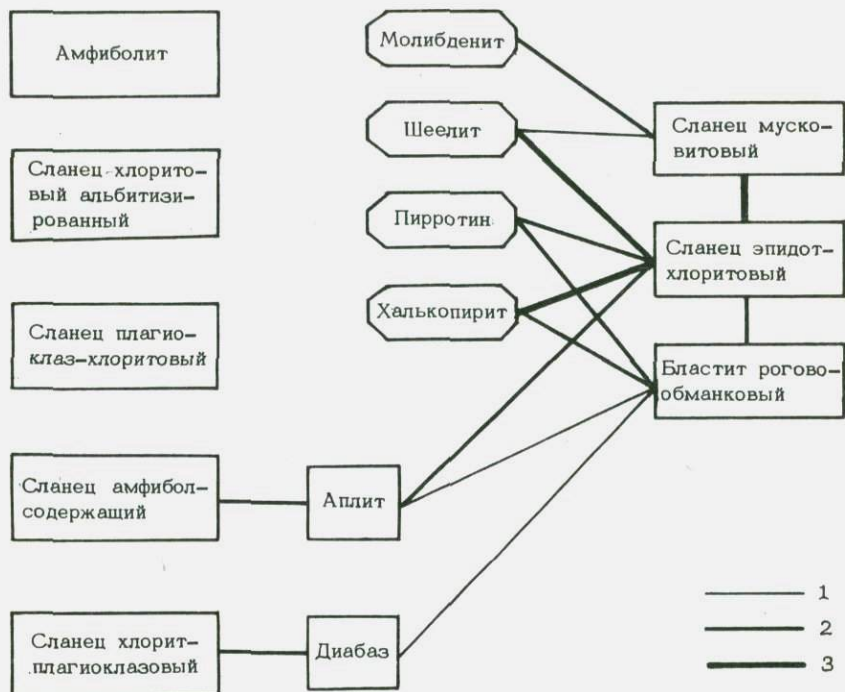 Амфиболит
Молибденит
Шеелит
Сланец муско-
витовый
Сланец хлорито-
вый альбитизи-
рованный
Пирротин
Сланец эпидот-
хлоритовый
Халькопирит
Сланец плагио-
клаз-хлоритовый
Бластит рогово-
обманковый
Сланец амфибол-
содержащий
Аплит
Сланец хлорит-
плагиоклазовый
Диабаз
1
2
3